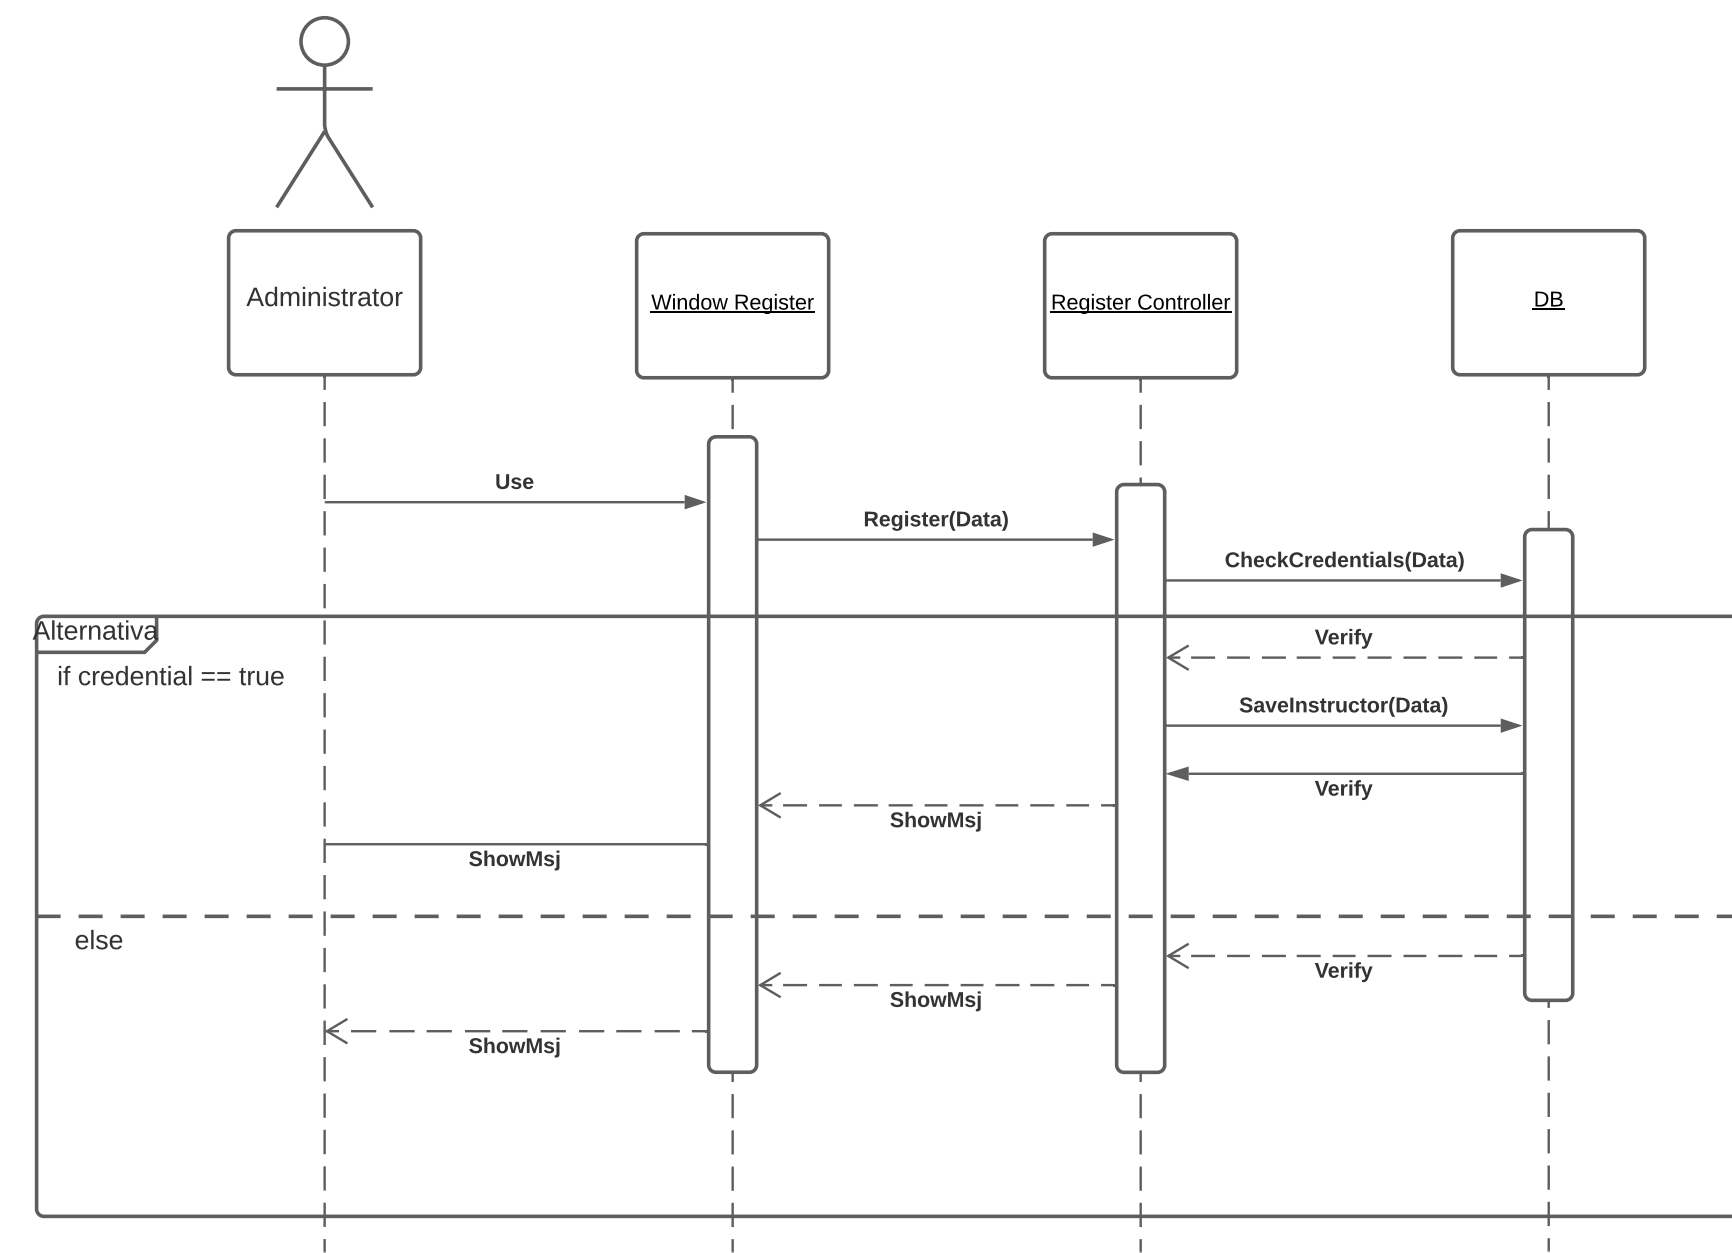 Administrator
Window Register
Register Controller
DB
Use
Register(Data)
CheckCredentials(Data)
Alternativa
Verify
if credential == true
SaveInstructor(Data)
Verify
ShowMsj
ShowMsj
else
Verify
ShowMsj
ShowMsj